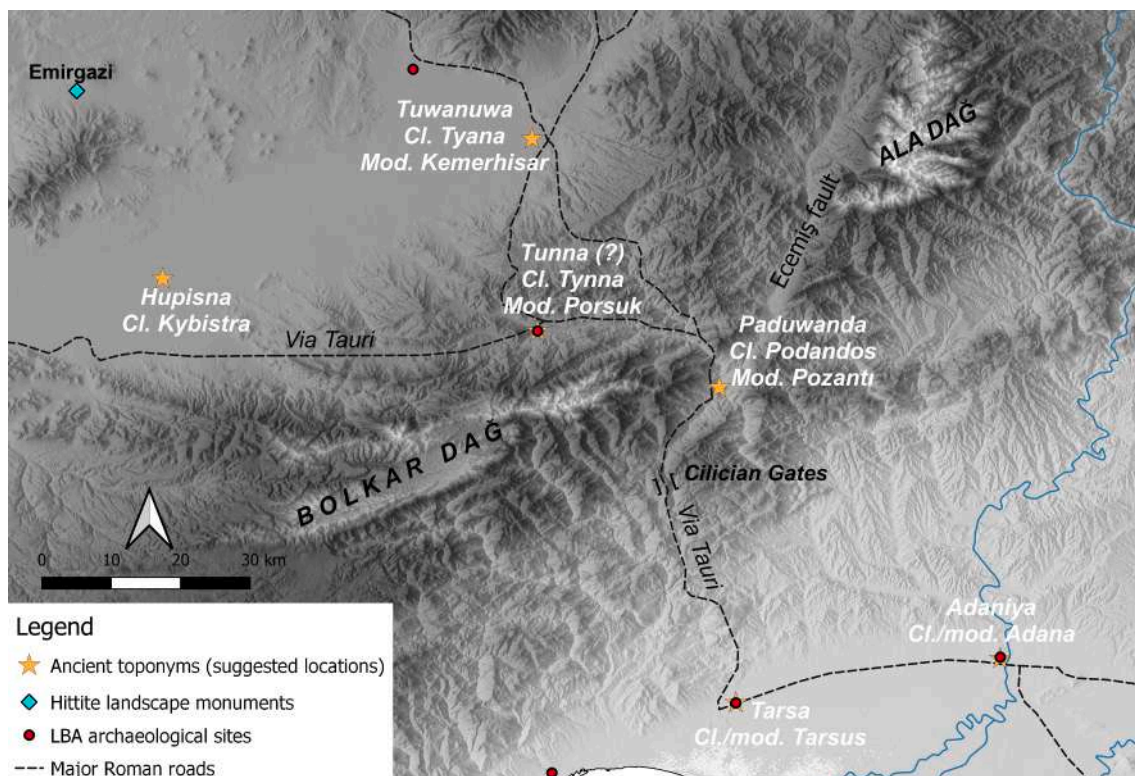 Emirgazi
Tuwanuwa
Cl. Tyana
Mod. Kemerhisar
ALA DAĞ
Ecemiş fault
Hupisna
Cl. Kybistra
Tunna (?)
Cl. Tynna
Mod. Porsuk
Via Tauri
Paduwanda
Cl. Podandos
Mod. Pozantı
BOLKAR DAĞ
Cilician Gates
Via Tauri
0 10 20 30 km
Adaniya
Cl./mod. Adana
Tarsa
Cl./mod. Tarsus
Legend
Ancient toponyms (suggested locations)
Hittite landscape monuments
LBA archaeological sites
Major Roman roads